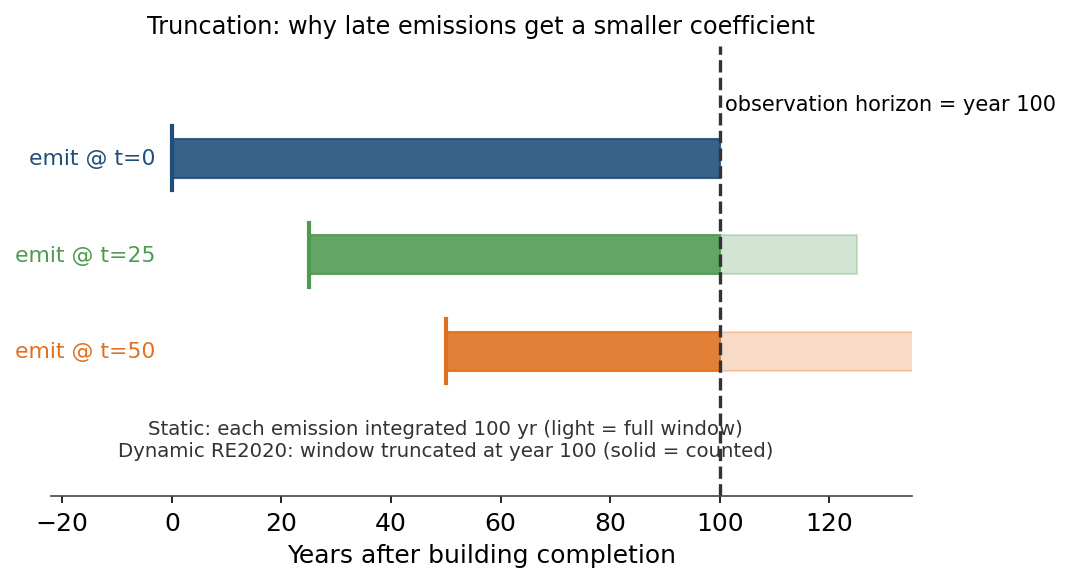 Truncation: why late emissions get a smaller coefficient
observation horizon = year 100
emit @ t=0
emit @ t=25
emit @ t=50
Static: each emission integrated 100 yr (light = full window)
Dynamic RE2020: window truncated at year 100 (solid = counted)
−20 0 20 40 60 80 100 120
Years after building completion